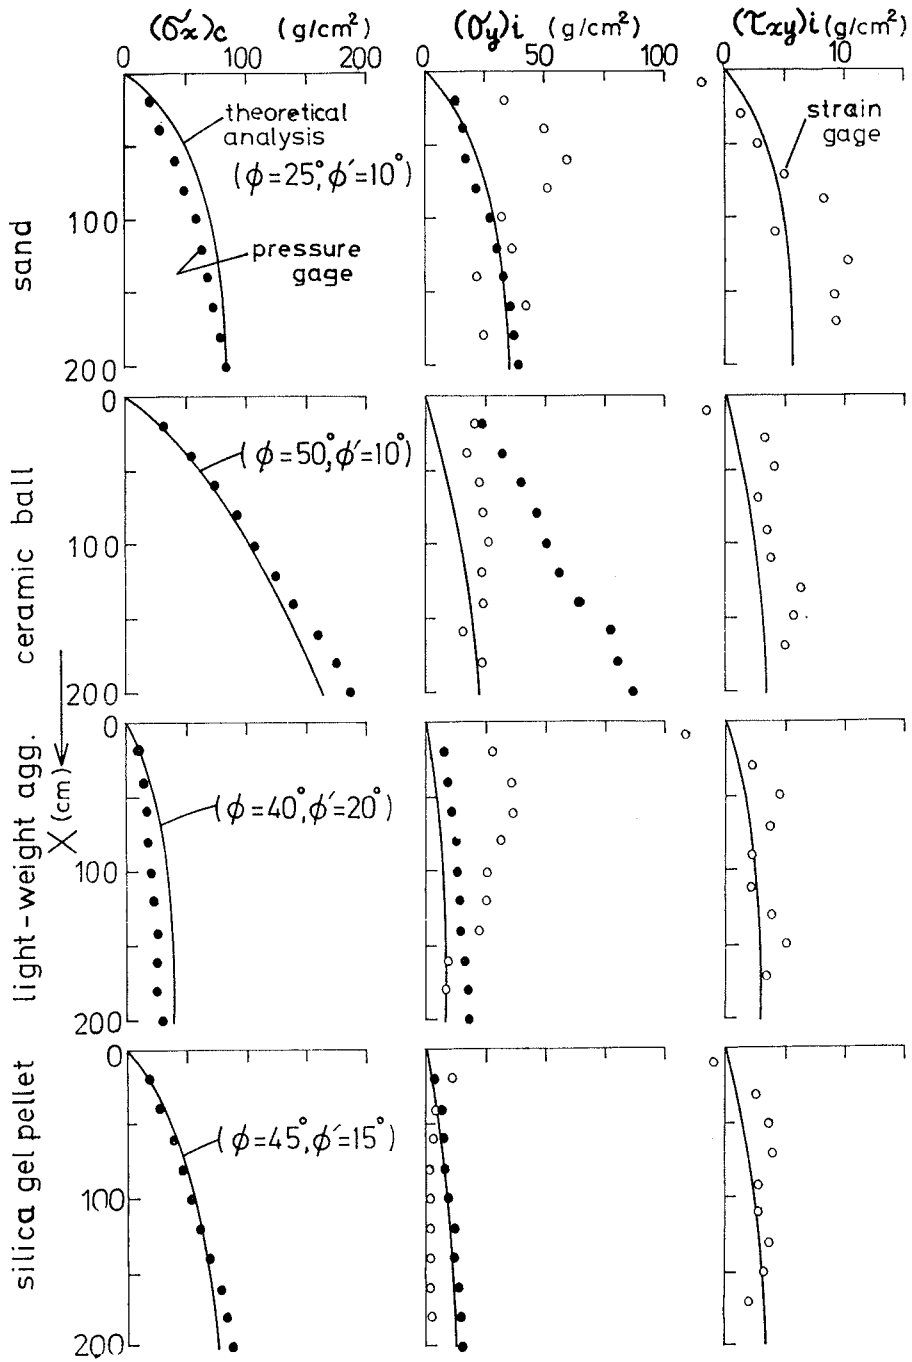 (σx)c (g/cm²) (σy)i (g/cm²) (τxy)i (g/cm²)
0 100 200 0 50 100 0 10
theoretical
analysis
(ϕ=25°, ϕ'=10°)
strain
gage
100
pressure
gage
200
sand
0
(ϕ=50°, ϕ'=10°)
100
200
ceramic ball
X (cm)
0
(ϕ=40°, ϕ'=20°)
100
200
light-weight agg.
0
(ϕ=45°, ϕ'=15°)
100
200
silica gel pellet